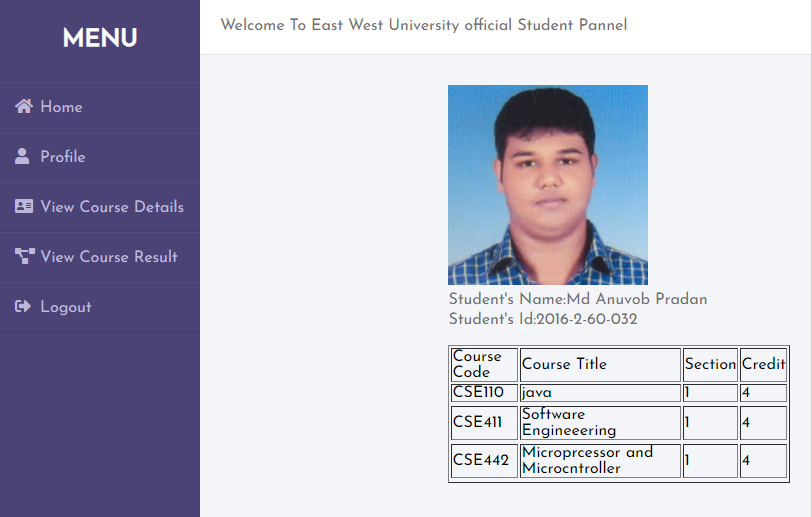 MENU
Home
Profile
View Course Details
View Course Result
Logout
Welcome To East West University official Student Pannel
Student's Name:Md Anuvob Pradan
Student's Id:2016-2-60-032
Course Code Course Title Section Credit
CSE110 java 1 4
CSE411 Software Engineeering 1 4
CSE442 Microprcessor and Microcntroller 1 4